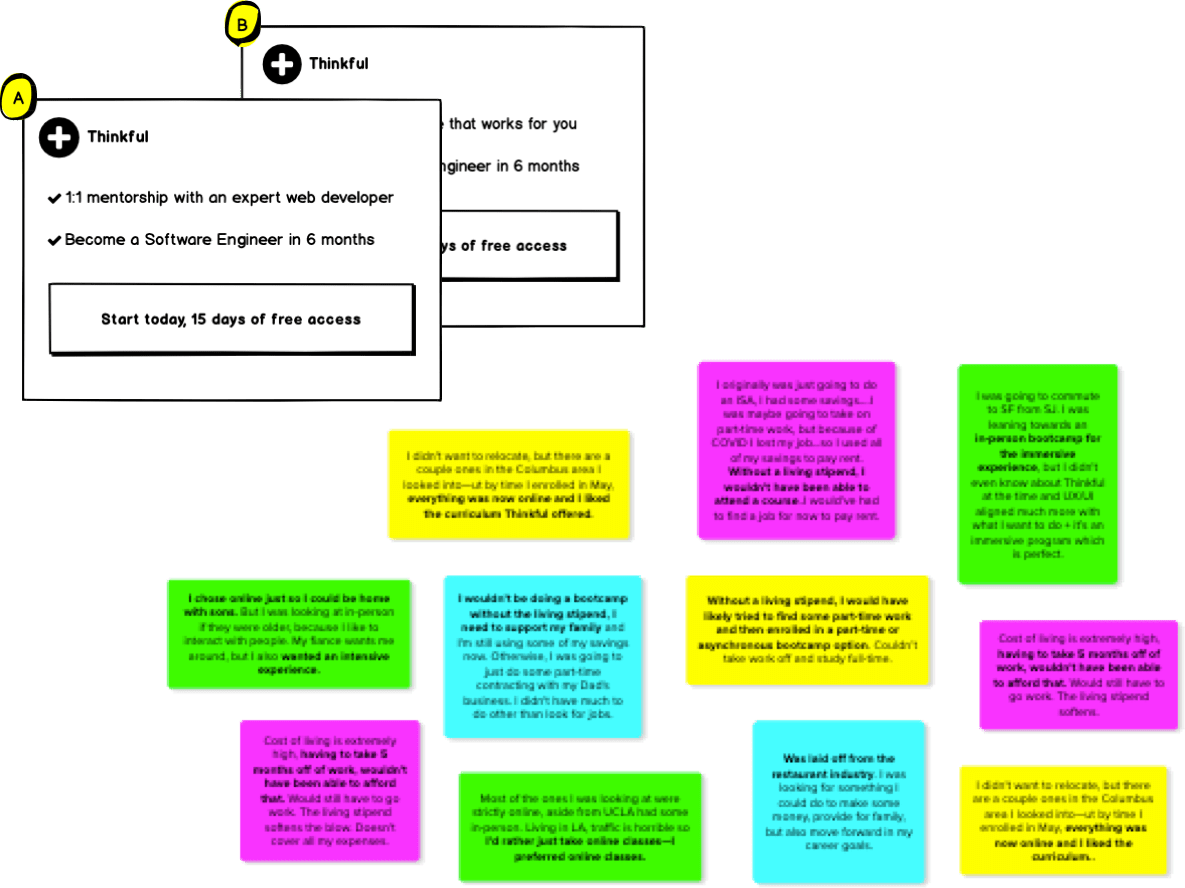 B
Thinkful
that works for you
ngineer in 6 months
ys of free access
A
Thinkful
1:1 mentorship with an expert web developer
Become a Software Engineer in 6 months
Start today, 15 days of free access
I originally was just going to do
an ISA, I had some savings....I
was maybe going to take on
part-time work, but because of
COVID I lost my job..so I used all
of my savings to pay rent.
Without a living stipend, I
wouldn't have been able to
attend a course. I would've had
to find a job for now to pay rent.
I was going to commute
to SF from SJ. I was
leaning towards an
in-person bootcamp for
the immersive
experience, but I didn't
even know about Thinkful
at the time and UX/UI
aligned much more with
what I want to do + it's an
immersive program which
is perfect.
I didn't want to relocate, but there are a
couple ones in the Columbus area I
looked into—ut by time I enrolled in May,
everything was now online and I liked
the curriculum Thinkful offered.
I chose online just so I could be home
with sons. But I was looking at in-person
if they were older, because I like to
interact with people. My fiance wants me
around, but I also wanted an intensive
experience.
I wouldn't be doing a bootcamp
without the living stipend, I
need to support my family and
I'm still using some of my savings
now. Otherwise, I was going to
just do some part-time
contracting with my Dad's
business. I didn't have much to
do other than look for jobs.
Without a living stipend, I would have
likely tried to find some part-time work
and then enrolled in a part-time or
asynchronous bootcamp option. Couldn't
take work off and study full-time.
Cost of living is extremely high,
having to take 5 months off of
work, wouldn't have been able
to afford that. Would still have to
go work. The living stipend
softens.
Cost of living is extremely
high, having to take 5
months off of work, wouldn't
have been able to afford
that. Would still have to go
work. The living stipend
softens the blow. Doesn't
cover all my expenses.
Most of the ones I was looking at were
strictly online, aside from UCLA had some
in-person. Living in LA, traffic is horrible so
I'd rather just take online classes—I
preferred online classes.
Was laid off from the
restaurant industry. I was
looking for something I
could do to make some
money, provide for family,
but also move forward in my
career goals.
I didn't want to relocate, but there
are a couple ones in the Columbus
area I looked into—ut by time I
enrolled in May, everything was
now online and I liked the
curriculum..